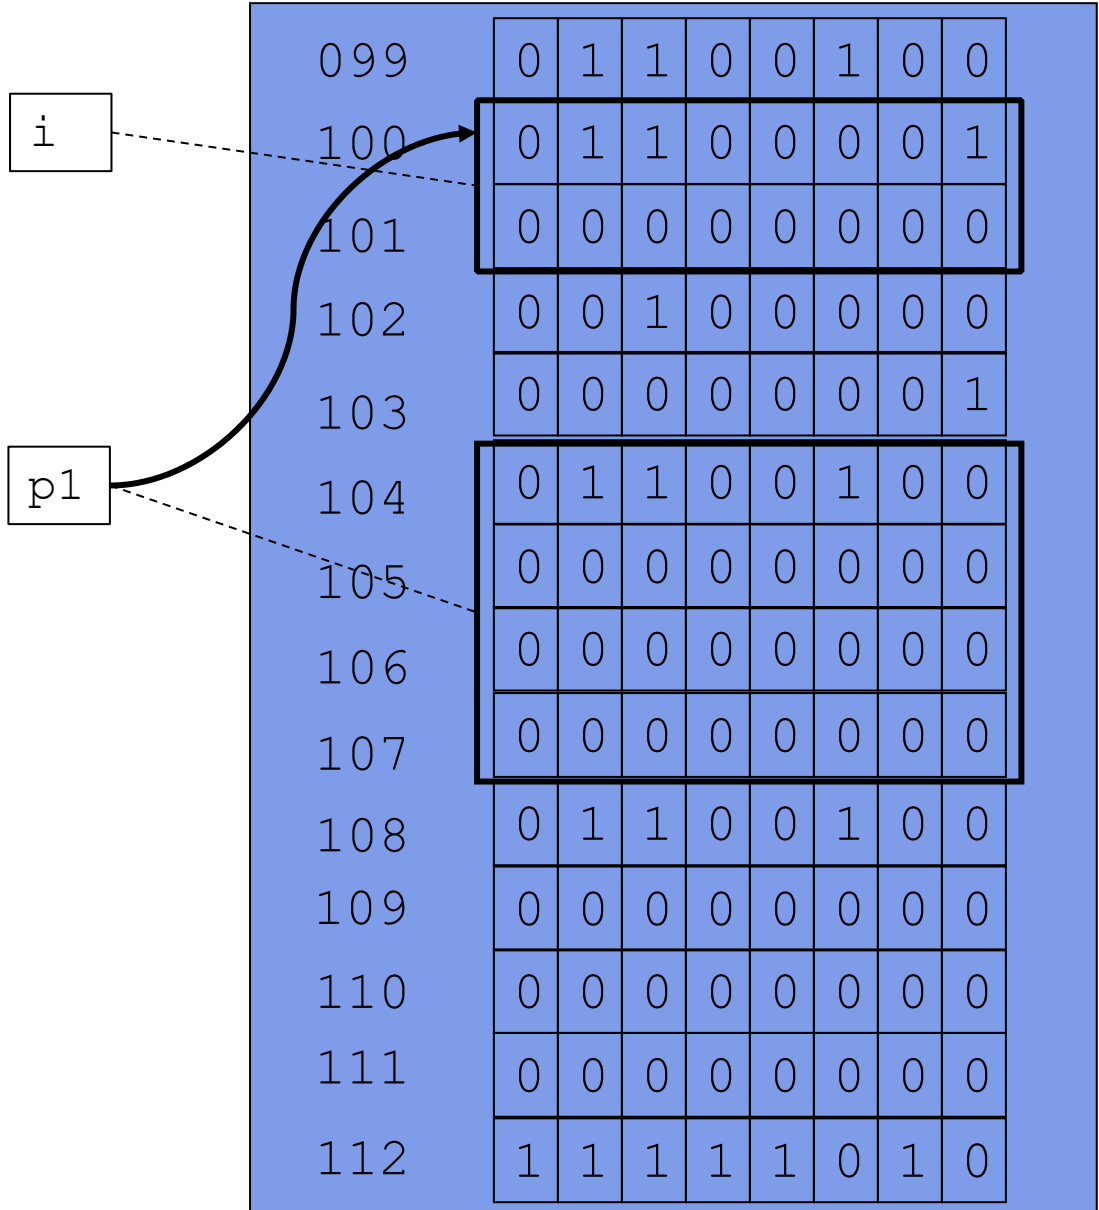 099 0 1 1 0 0 1 0 0
i
100 0 1 1 0 0 0 0 1
101 0 0 0 0 0 0 0 0
102 0 0 1 0 0 0 0 0
103 0 0 0 0 0 0 0 1
p1
104 0 1 1 0 0 1 0 0
105 0 0 0 0 0 0 0 0
106 0 0 0 0 0 0 0 0
107 0 0 0 0 0 0 0 0
108 0 1 1 0 0 1 0 0
109 0 0 0 0 0 0 0 0
110 0 0 0 0 0 0 0 0
111 0 0 0 0 0 0 0 0
112 1 1 1 1 1 0 1 0